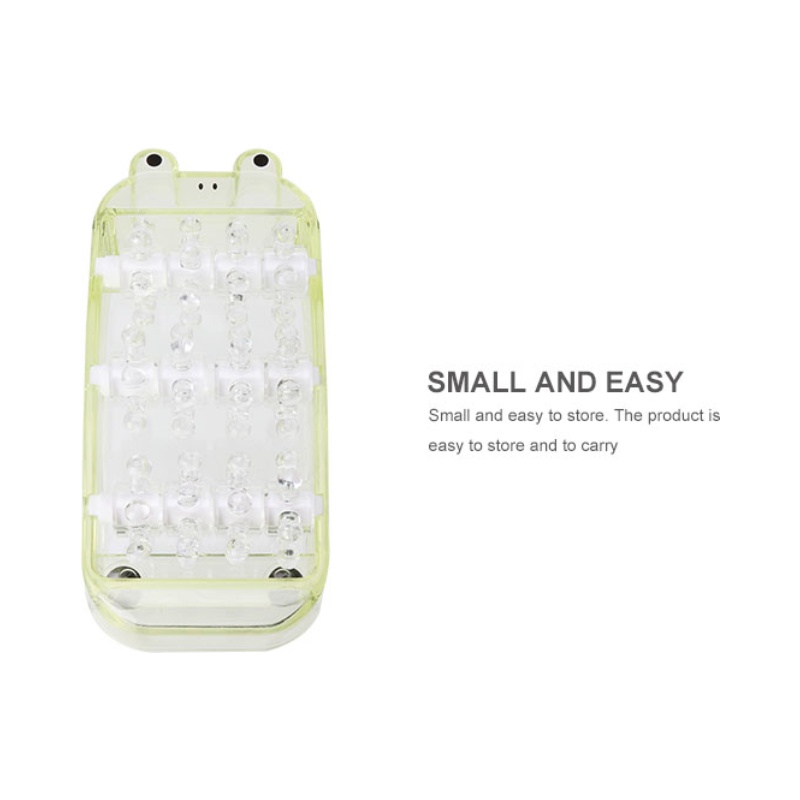 SMALL AND EASY
Small and easy to store. The product is
easy to store and to carry